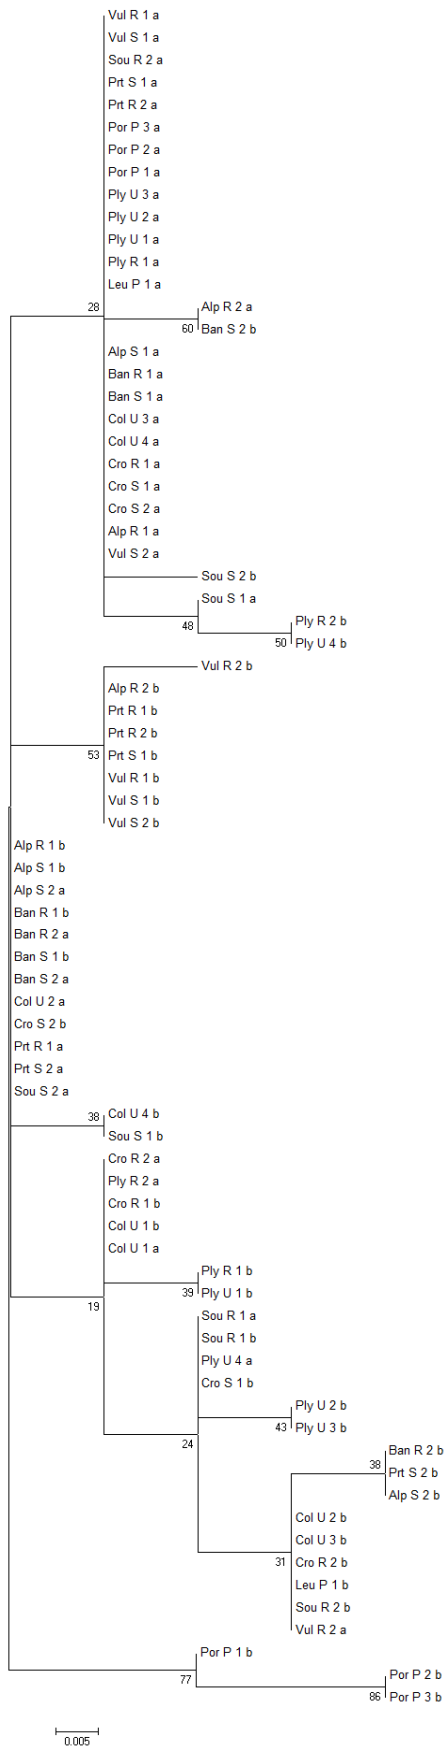 Vul R 1 a
Vul S 1 a
Sou R 2 a
Prt S 1 a
Prt R 2 a
Por P 3 a
Por P 2 a
Por P 1 a
Ply U 3 a
Ply U 2 a
Ply U 1 a
Ply R 1 a
Leu P 1 a
28
Alp R 2 a
60 Ban S 2 b
Alp S 1 a
Ban R 1 a
Ban S 1 a
Col U 3 a
Col U 4 a
Cro R 1 a
Cro S 1 a
Cro S 2 a
Alp R 1 a
Vul S 2 a
Sou S 2 b
Sou S 1 a
48
Ply R 2 b
50 Ply U 4 b
Vul R 2 b
Alp R 2 b
Prt R 1 b
Prt R 2 b
53 Prt S 1 b
Vul R 1 b
Vul S 1 b
Vul S 2 b
Alp R 1 b
Alp S 1 b
Alp S 2 a
Ban R 1 b
Ban R 2 a
Ban S 1 b
Ban S 2 a
Col U 2 a
Cro S 2 b
Prt R 1 a
Prt S 2 a
Sou S 2 a
38 Col U 4 b
Sou S 1 b
Cro R 2 a
Ply R 2 a
Cro R 1 b
Col U 1 b
Col U 1 a
Ply R 1 b
39 Ply U 1 b
19
Sou R 1 a
Sou R 1 b
Ply U 4 a
Cro S 1 b
Ply U 2 b
43 Ply U 3 b
24
Ban R 2 b
38 Prt S 2 b
Alp S 2 b
Col U 2 b
Col U 3 b
31 Cro R 2 b
Leu P 1 b
Sou R 2 b
Vul R 2 a
Por P 1 b
77
Por P 2 b
86 Por P 3 b
0.005